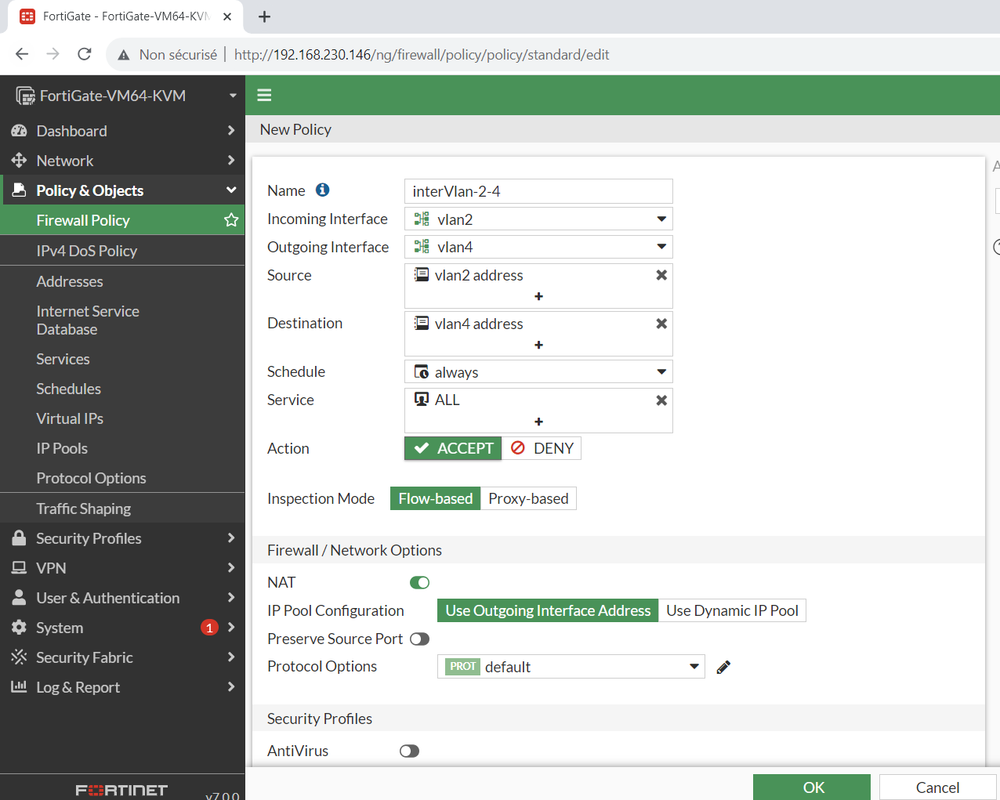 FortiGate - FortiGate-VM64-KVM
Non sécurisé
http://192.168.230.146/ng/firewall/policy/policy/standard/edit
FortiGate-VM64-KVM
Dashboard
Network
Policy & Objects
Firewall Policy
IPv4 DoS Policy
Addresses
Internet Service
Database
Services
Schedules
Virtual IPs
IP Pools
Protocol Options
Traffic Shaping
Security Profiles
VPN
User & Authentication
System 1
Security Fabric
Log & Report
FORTINET
v7.0.0
New Policy
Name interVlan-2-4
Incoming Interface vlan2
Outgoing Interface vlan4
Source vlan2 address
Destination vlan4 address
Schedule always
Service ALL
Action ACCEPT DENY
Inspection Mode Flow-based Proxy-based
Firewall / Network Options
NAT
IP Pool Configuration Use Outgoing Interface Address Use Dynamic IP Pool
Preserve Source Port
Protocol Options PROT default
Security Profiles
AntiVirus
OK Cancel